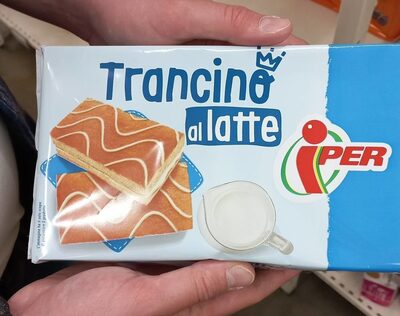 Trancino
al latte
iPER